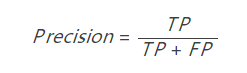 Precision = TP / TP + FP